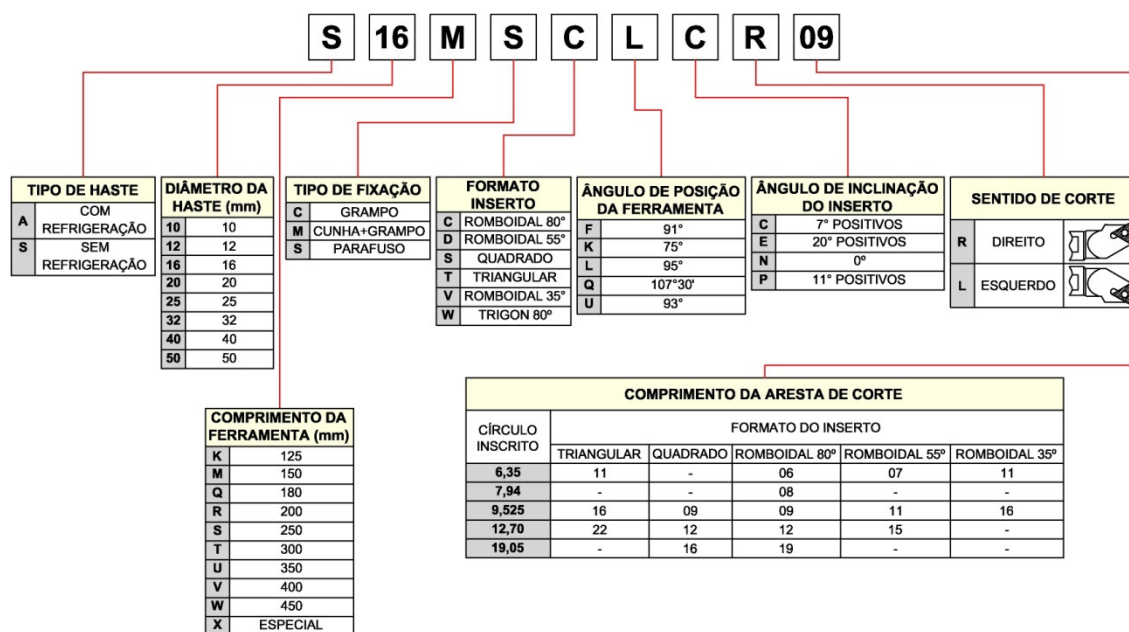 S 16 M S C L C R 09
TIPO DE HASTE
A COM
REFRIGERAÇÃO
S SEM
REFRIGERAÇÃO
DIÂMETRO DA
HASTE (mm)
10 10
12 12
16 16
20 20
25 25
32 32
40 40
50 50
TIPO DE FIXAÇÃO
C GRAMPO
M CUNHA+GRAMPO
S PARAFUSO
FORMATO
INSERTO
C ROMBOIDAL 80°
D ROMBOIDAL 55°
S QUADRADO
T TRIANGULAR
V ROMBOIDAL 35°
W TRIGON 80º
ÂNGULO DE POSIÇÃO
DA FERRAMENTA
F 91°
K 75°
L 95°
Q 107°30'
U 93°
ÂNGULO DE INCLINAÇÃO
DO INSERTO
C 7° POSITIVOS
E 20° POSITIVOS
N 0º
P 11° POSITIVOS
SENTIDO DE CORTE
R DIREITO
L ESQUERDO
COMPRIMENTO DA
FERRAMENTA (mm)
K 125
M 150
Q 180
R 200
S 250
T 300
U 350
V 400
W 450
X ESPECIAL
COMPRIMENTO DA ARESTA DE CORTE
CÍRCULO
INSCRITO
FORMATO DO INSERTO
TRIANGULAR QUADRADO ROMBOIDAL 80º ROMBOIDAL 55º ROMBOIDAL 35º
6,35 11 - 06 07 11
7,94 - - 08 - -
9,525 16 09 09 11 16
12,70 22 12 12 15 -
19,05 - 16 19 - -